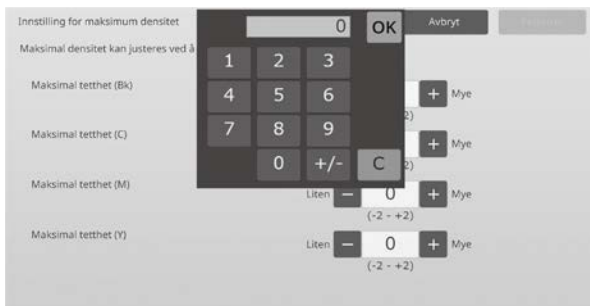 Innstilling for maksimum densitet
0 OK Avbryt
Maksimal densitet kan justeres ved å
1 2 3
Maksimal tetthet (Bk)
4 5 6
+ Mye
Maksimal tetthet (C)
7 8 9
+ Mye
0 +/- C
Maksimal tetthet (M)
Liten − 0 + Mye
(-2 - +2)
Maksimal tetthet (Y)
Liten − 0 + Mye
(-2 - +2)